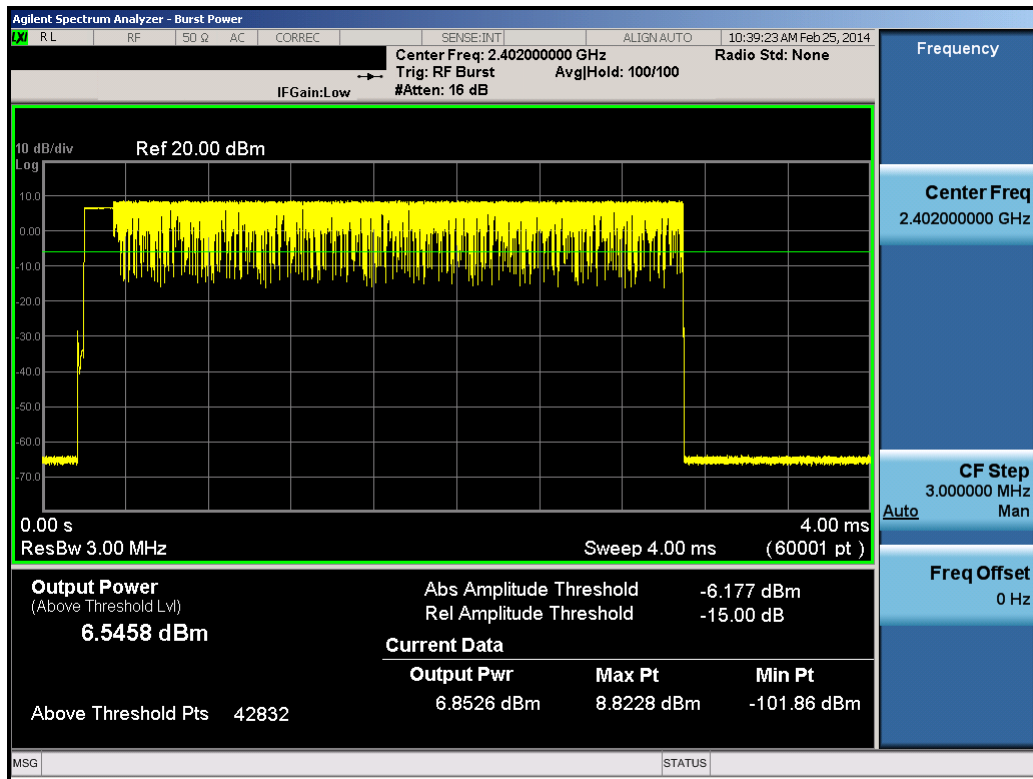 Agilent Spectrum Analyzer - Burst Power
LXI RL RF 50 Ω AC CORREC SENSE:INT ALIGN AUTO 10:39:23 AM Feb 25, 2014
Center Freq: 2.402000000 GHz Radio Std: None
Trig: RF Burst Avg|Hold: 100/100
IFGain:Low #Atten: 16 dB
Frequency
10 dB/div Ref 20.00 dBm
Log
10.0
0.00
-10.0
-20.0
-30.0
-40.0
-50.0
-60.0
-70.0
0.00 s 4.00 ms
ResBw 3.00 MHz Sweep 4.00 ms (60001 pt)
Center Freq
2.402000000 GHz
CF Step
3.000000 MHz
Auto Man
Freq Offset
0 Hz
Output Power
(Above Threshold Lvl)
6.5458 dBm
Above Threshold Pts 42832
Abs Amplitude Threshold -6.177 dBm
Rel Amplitude Threshold -15.00 dB
Current Data
Output Pwr Max Pt Min Pt
6.8526 dBm 8.8228 dBm -101.86 dBm
MSG STATUS